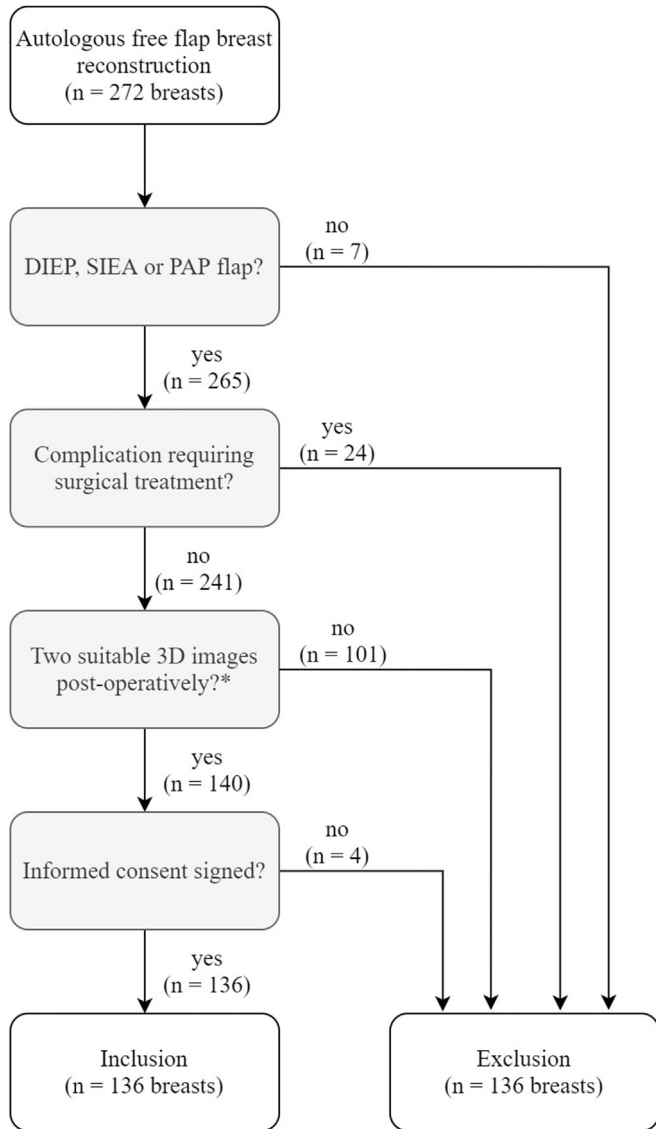 Autologous free flap breast
reconstruction
(n = 272 breasts)
DIEP, SIEA or PAP flap?
no
(n = 7)
yes
(n = 265)
Complication requiring
surgical treatment?
yes
(n = 24)
no
(n = 241)
Two suitable 3D images
post-operatively?*
no
(n = 101)
yes
(n = 140)
Informed consent signed?
no
(n = 4)
yes
(n = 136)
Inclusion
(n = 136 breasts)
Exclusion
(n = 136 breasts)